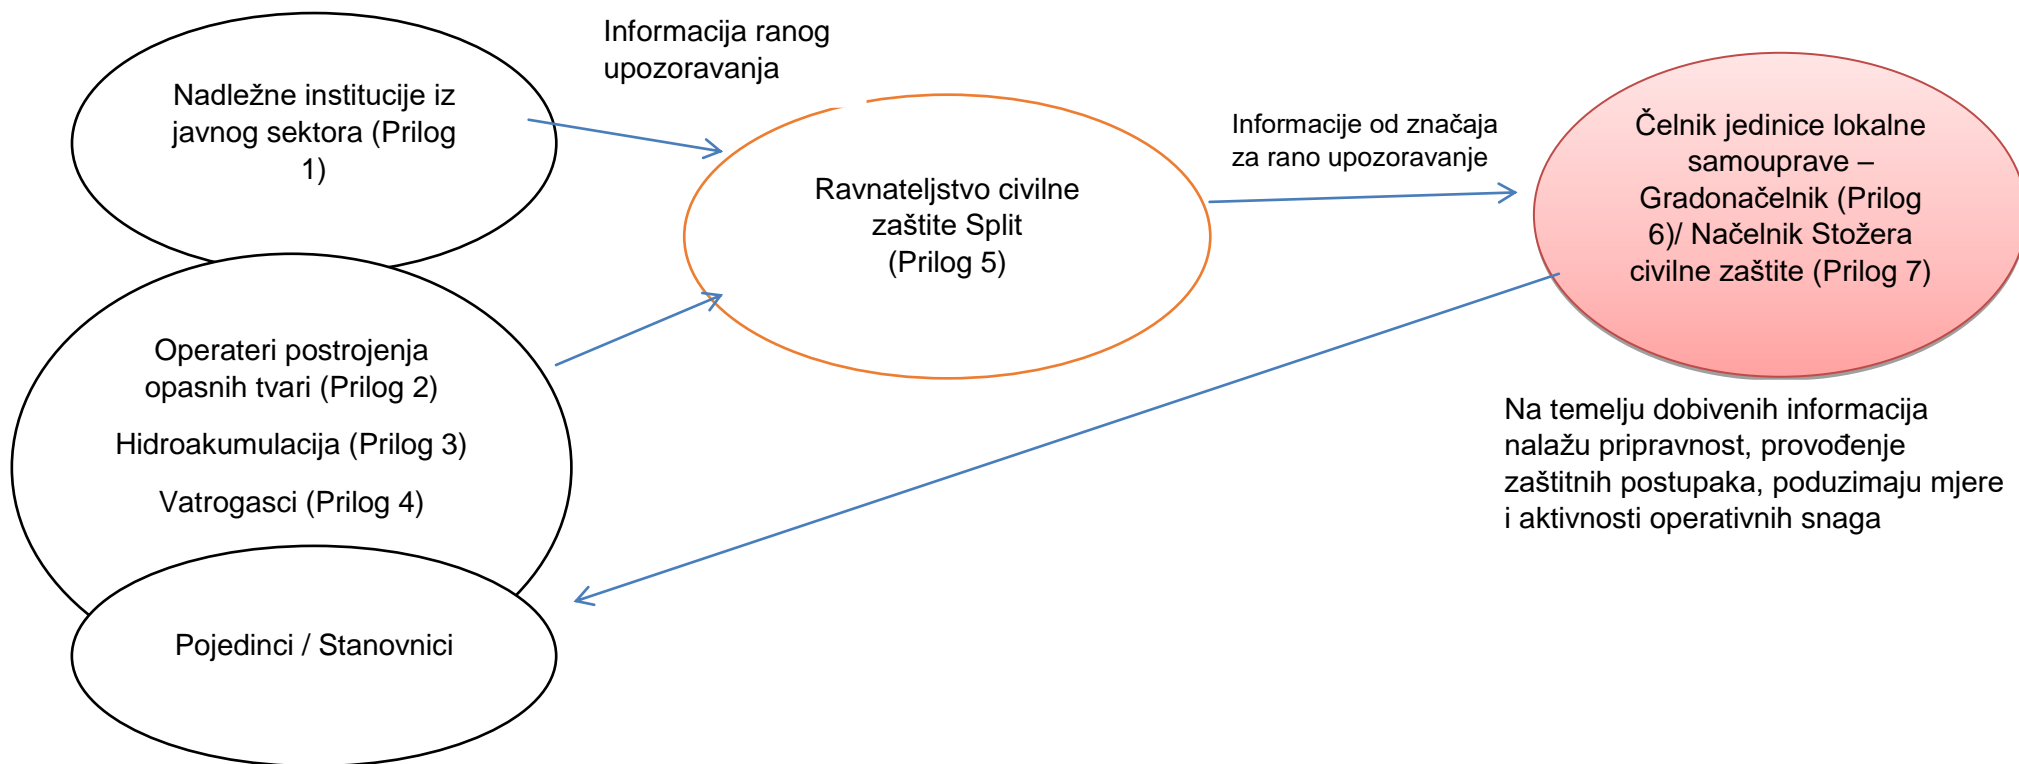 Informacija ranog
upozoravanja
Nadležne institucije iz
javnog sektora (Prilog
1)
Operateri postrojenja
opasnih tvari (Prilog 2)
Hidroakumulacija (Prilog 3)
Vatrogasci (Prilog 4)
Pojedinci / Stanovnici
Ravnateljstvo civilne
zaštite Split
(Prilog 5)
Informacije od značaja
za rano upozoravanje
Čelnik jedinice lokalne
samouprave –
Gradonačelnik (Prilog
6)/ Načelnik Stožera
civilne zaštite (Prilog 7)
Na temelju dobivenih informacija
nalažu pripravnost, provođenje
zaštitnih postupaka, poduzimaju mjere
i aktivnosti operativnih snaga